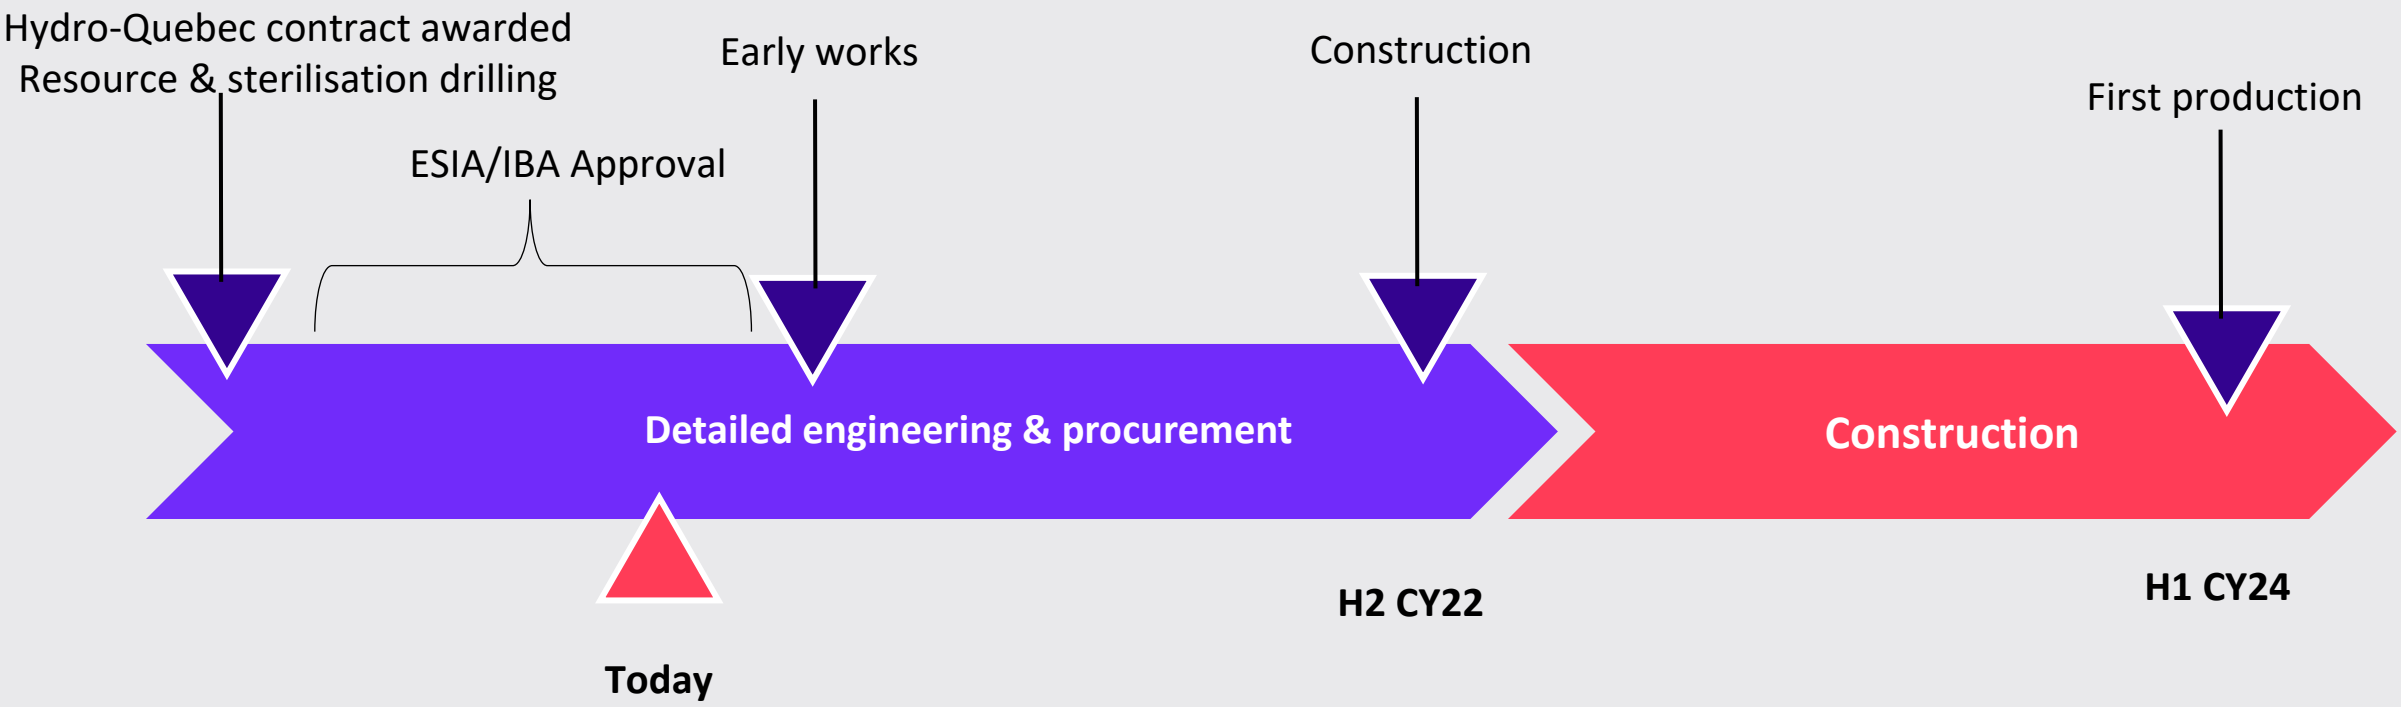 Hydro-Quebec contract awarded
Resource & sterilisation drilling
Early works
Construction
First production
ESIA/IBA Approval
Detailed engineering & procurement
Construction
H2 CY22
H1 CY24
Today